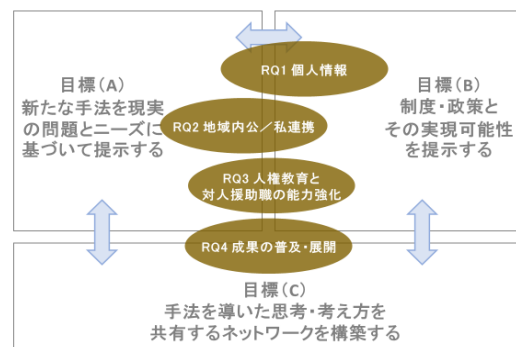 目標(A)
新たな手法を現実
の問題とニーズに
基づいて提示する
RQ1 個人情報
RQ2 地域内公／私連携
RQ3 人権教育と
対人援助職の能力強化
RQ4 成果の普及・展開
目標(B)
制度・政策と
その実現可能性
を提示する
目標(C)
手法を導いた思考・考え方を
共有するネットワークを構築する